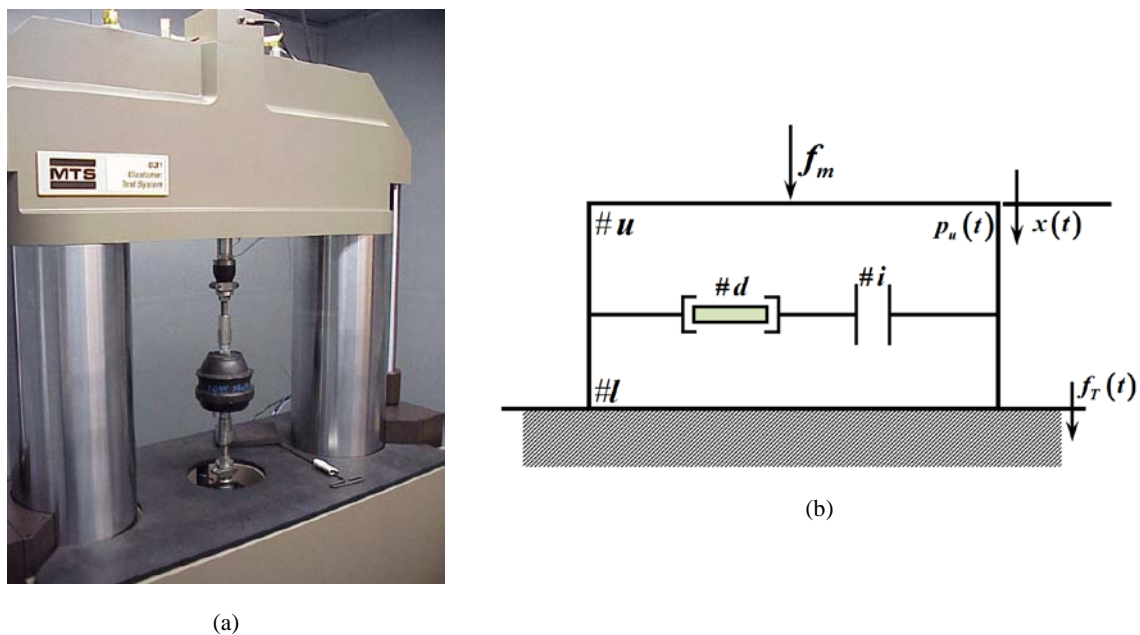 MTS
831
Elastomer
Test System
(a)
f_m
# u
p_u (t)
x(t)
# d
# i
#l
f_T (t)
(b)